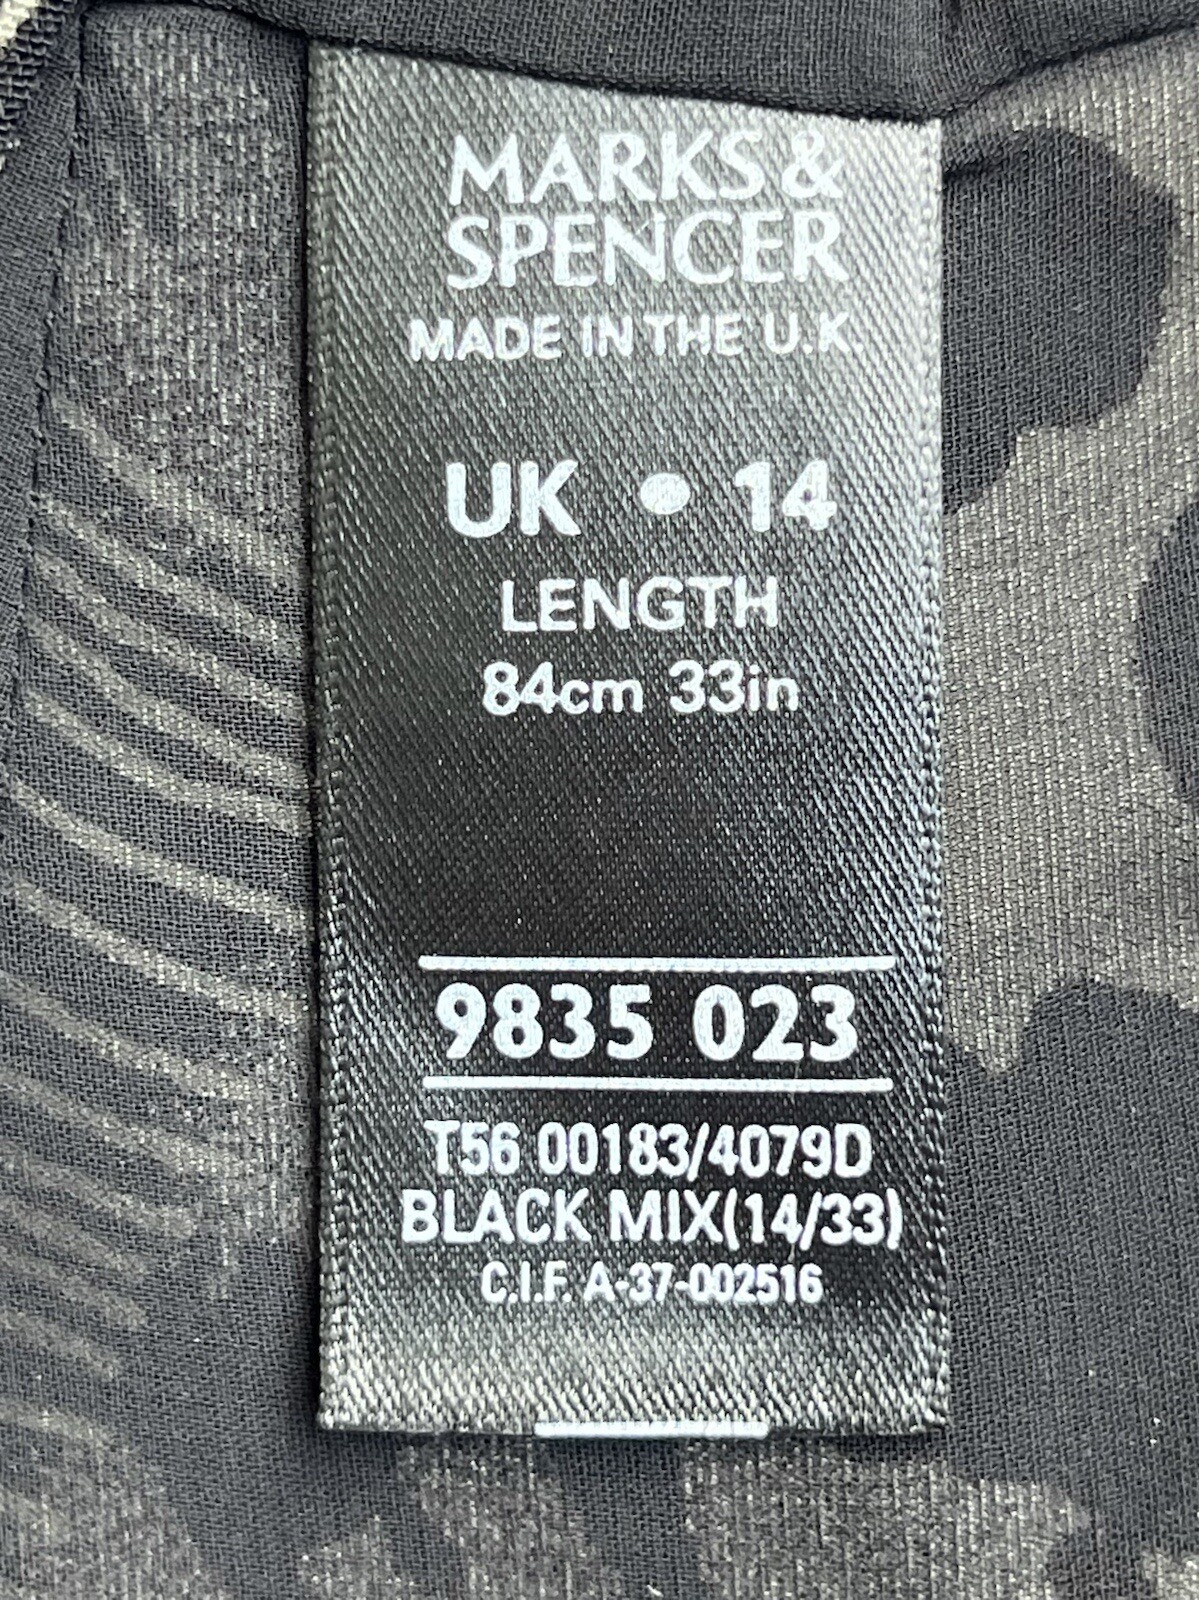 MARKS &
SPENCER
MADE IN THE U.K.
UK • 14
LENGTH
84cm 33in
9835 023
T56 00183/4079D
BLACK MIX(14/33)
C.I.F. A-37-002516